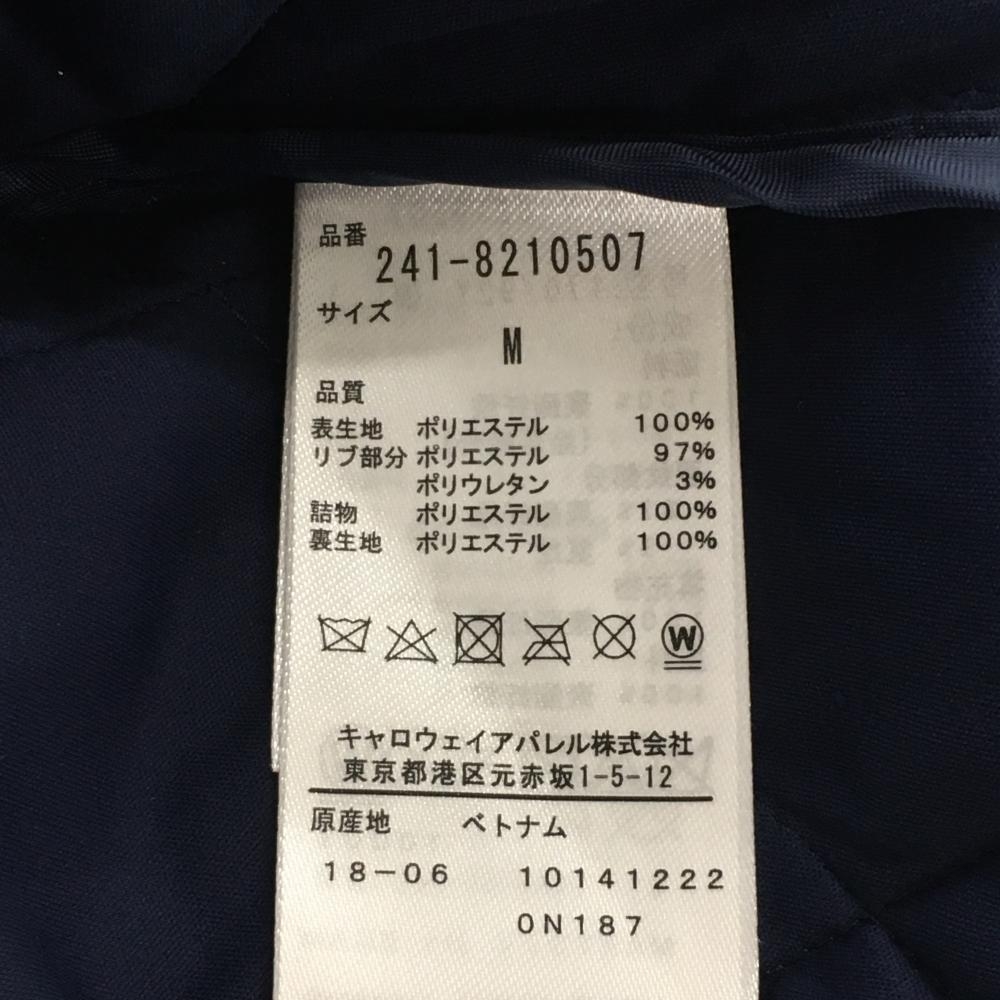 品番
241-8210507
サイズ
M
品質
表生地 ポリエステル 100%
リブ部分 ポリエステル 97%
ポリウレタン 3%
詰物 ポリエステル 100%
裏生地 ポリエステル 100%
W
キャロウェイアパレル株式会社
東京都港区元赤坂1-5-12
原産地 ベトナム
18-06 10141222
0N187